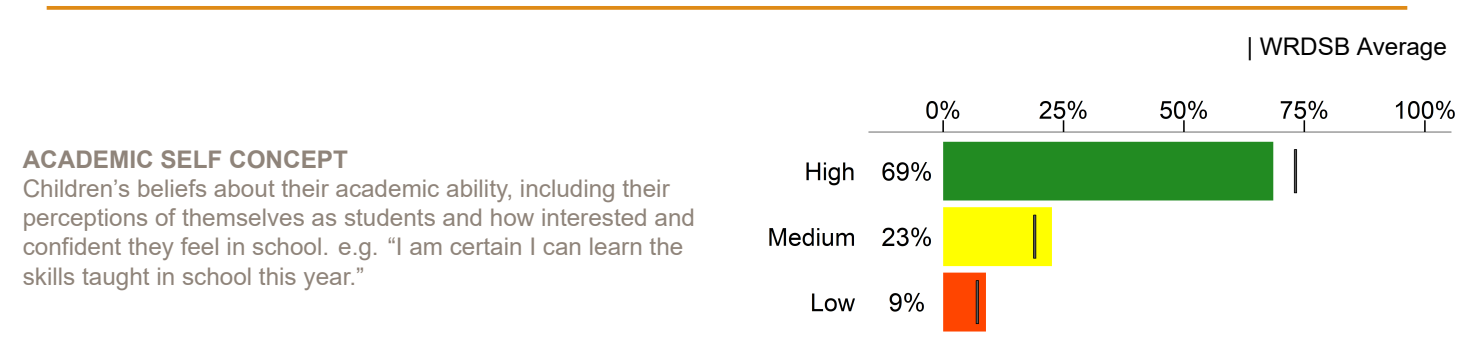 | WRDSB Average
0% 25% 50% 75% 100%
ACADEMIC SELF CONCEPT
Children’s beliefs about their academic ability, including their
perceptions of themselves as students and how interested and
confident they feel in school. e.g. “I am certain I can learn the
skills taught in school this year.”
High 69%
Medium 23%
Low 9%